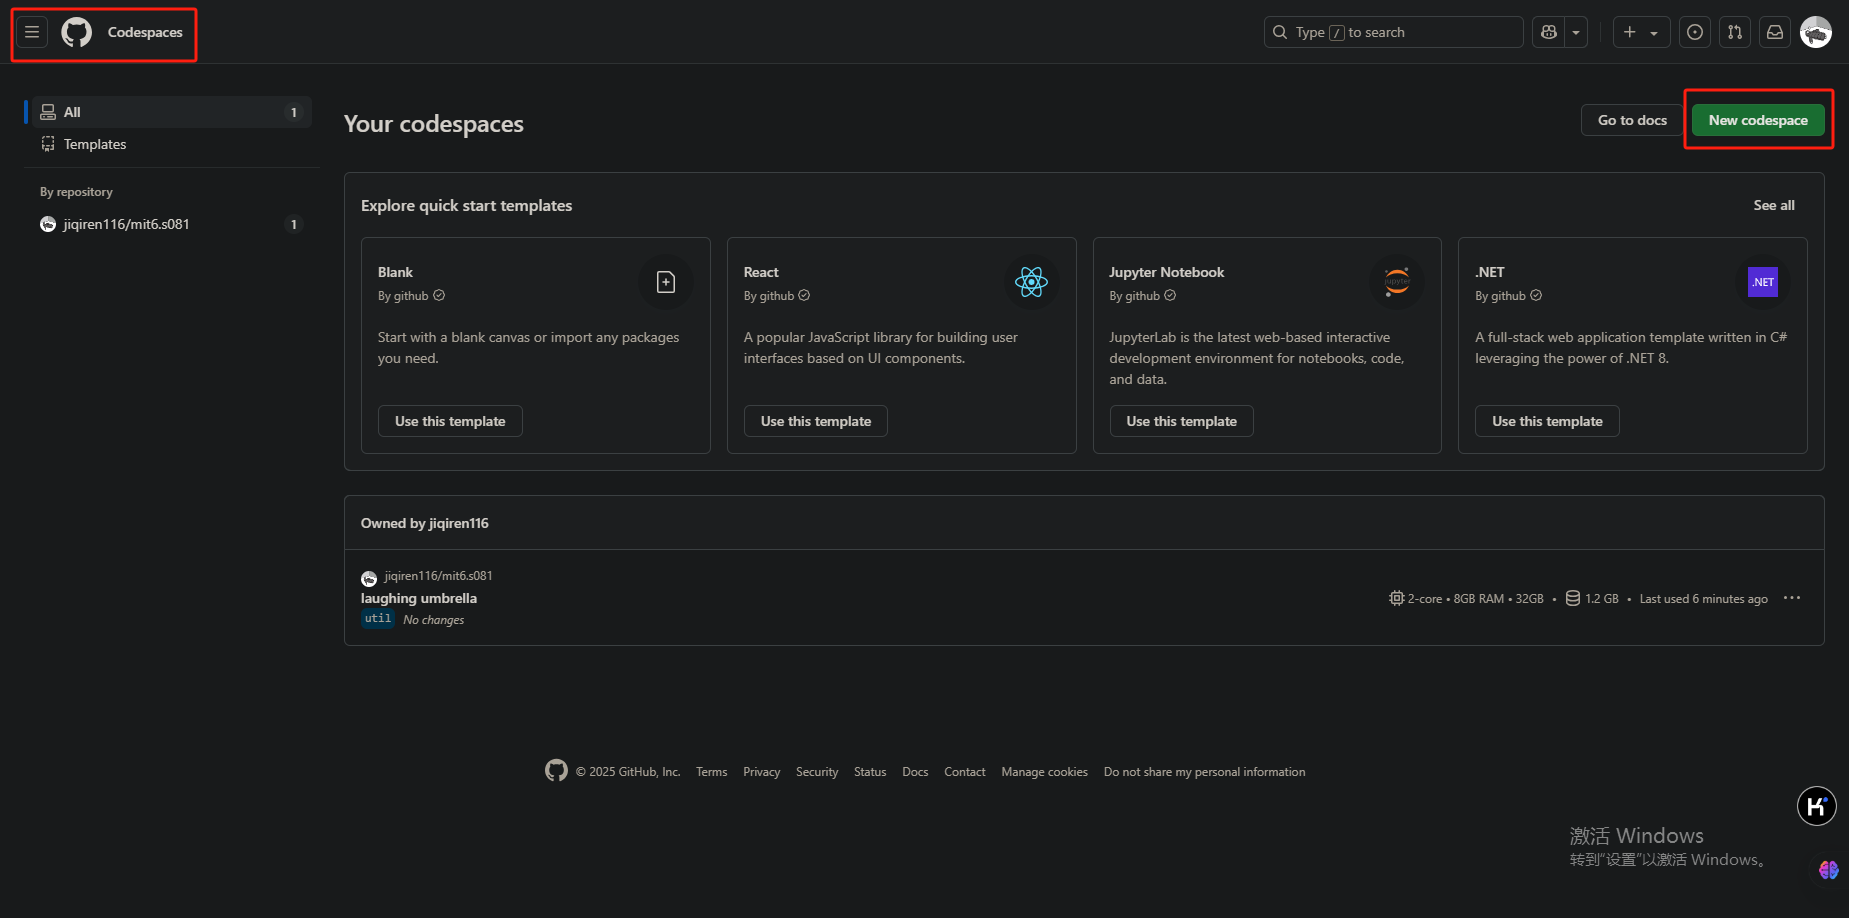 Codespaces
Type / to search
All 1
Templates
By repository
jiqiren116/mit6.s081 1
Your codespaces
Go to docs
New codespace
Explore quick start templates
See all
Blank
By github
Start with a blank canvas or import any packages
you need.
Use this template
React
By github
A popular JavaScript library for building user
interfaces based on UI components.
Use this template
Jupyter Notebook
By github
jupyter
JupyterLab is the latest web-based interactive
development environment for notebooks, code,
and data.
Use this template
.NET
By github
.NET
A full-stack web application template written in C#
leveraging the power of .NET 8.
Use this template
Owned by jiqiren116
jiqiren116/mit6.s081
laughing umbrella
util No changes
2-core • 8GB RAM • 32GB • 1.2 GB • Last used 6 minutes ago
© 2025 GitHub, Inc. Terms Privacy Security Status Docs Contact Manage cookies Do not share my personal information
激活 Windows
转到“设置”以激活 Windows。